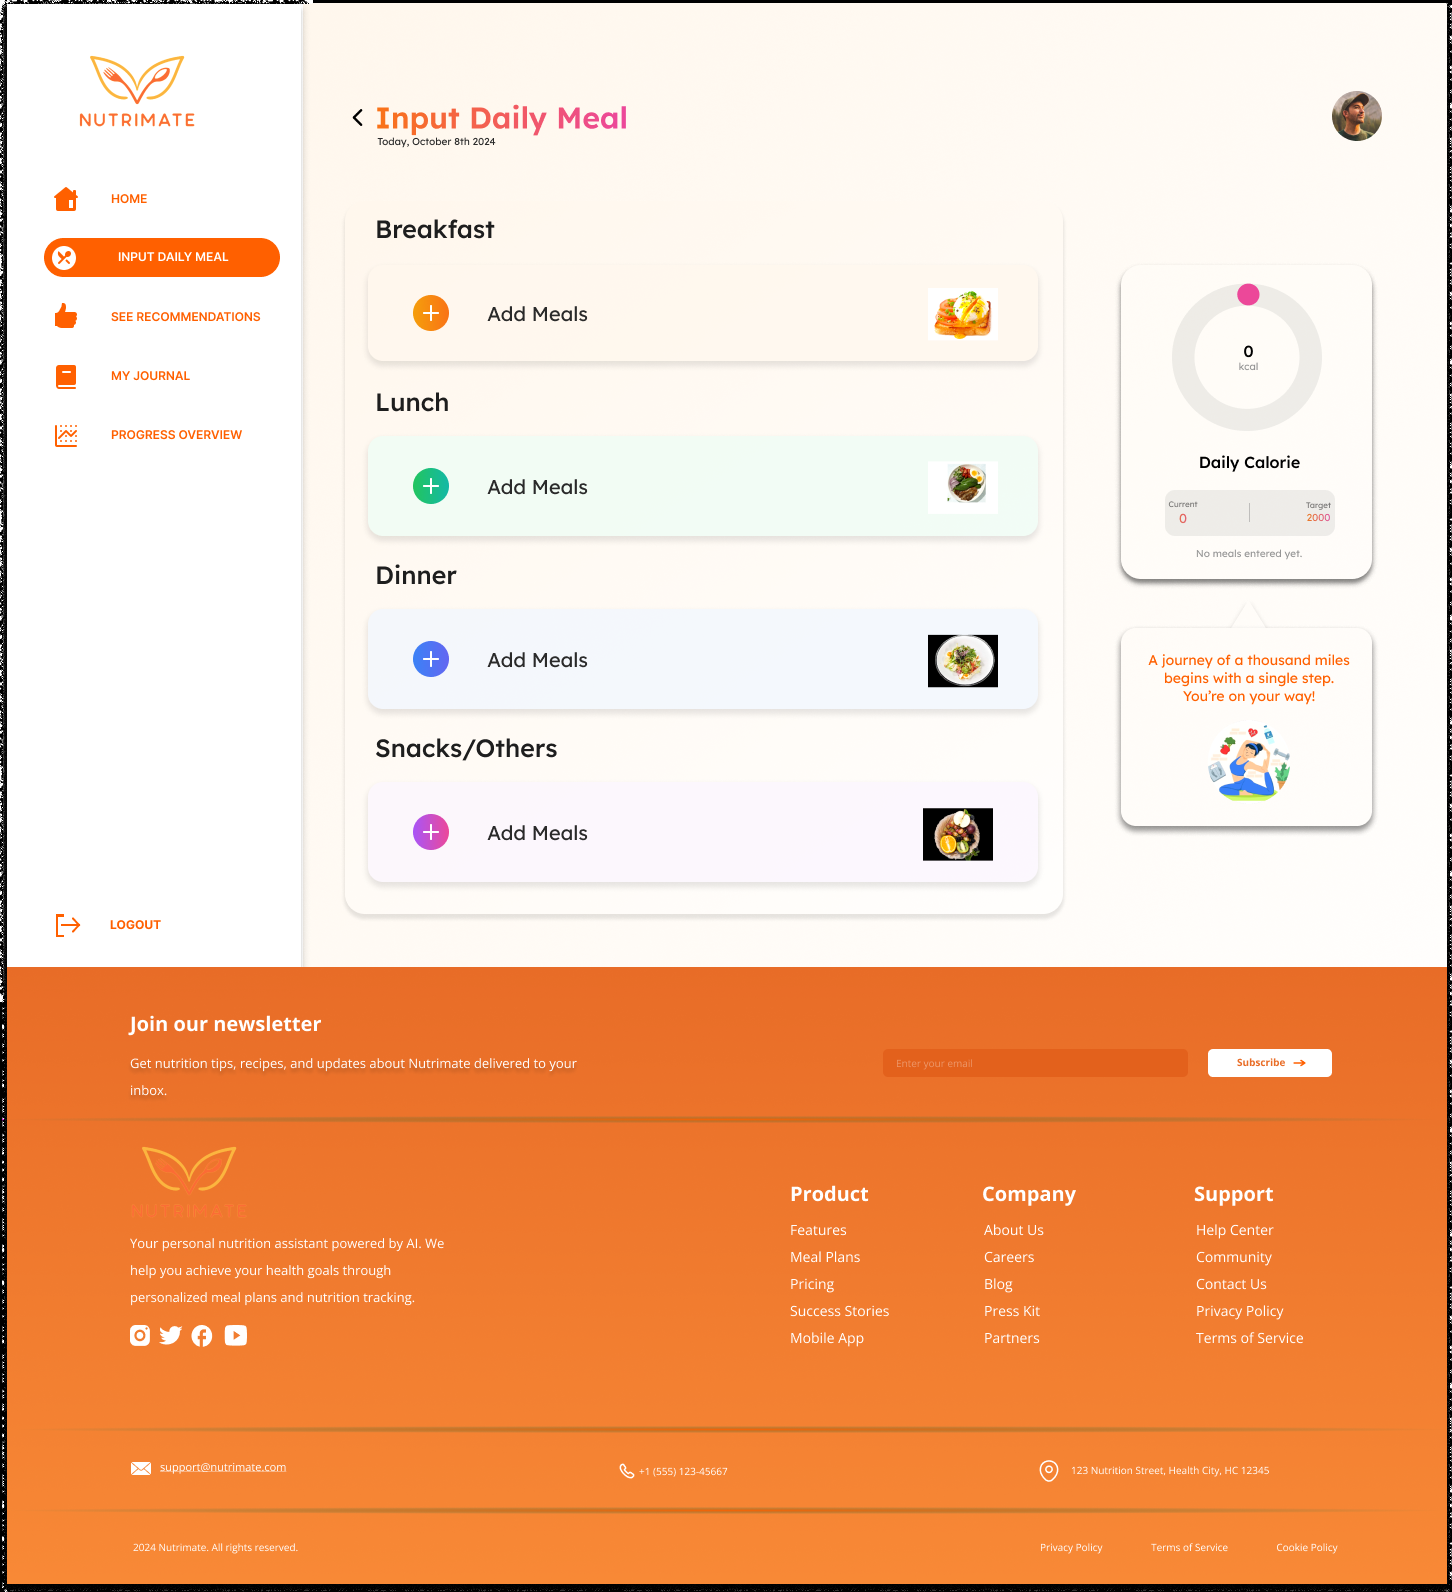 NUTRIMATE
HOME
INPUT DAILY MEAL
SEE RECOMMENDATIONS
MY JOURNAL
PROGRESS OVERVIEW
LOGOUT
Input Daily Meal
Today, October 8th 2024
Breakfast
Add Meals
Lunch
Add Meals
Dinner
Add Meals
Snacks/Others
Add Meals
0
kcal
Daily Calorie
Current
0
Target
2000
No meals entered yet.
A journey of a thousand miles
begins with a single step.
You’re on your way!
Join our newsletter
Get nutrition tips, recipes, and updates about Nutrimate delivered to your
inbox.
Enter your email
Subscribe
NUTRIMATE
Your personal nutrition assistant powered by AI. We
help you achieve your health goals through
personalized meal plans and nutrition tracking.
Product
Features
Meal Plans
Pricing
Success Stories
Mobile App
Company
About Us
Careers
Blog
Press Kit
Partners
Support
Help Center
Community
Contact Us
Privacy Policy
Terms of Service
support@nutrimate.com
+1 (555) 123-45667
123 Nutrition Street, Health City, HC 12345
2024 Nutrimate. All rights reserved.
Privacy Policy
Terms of Service
Cookie Policy